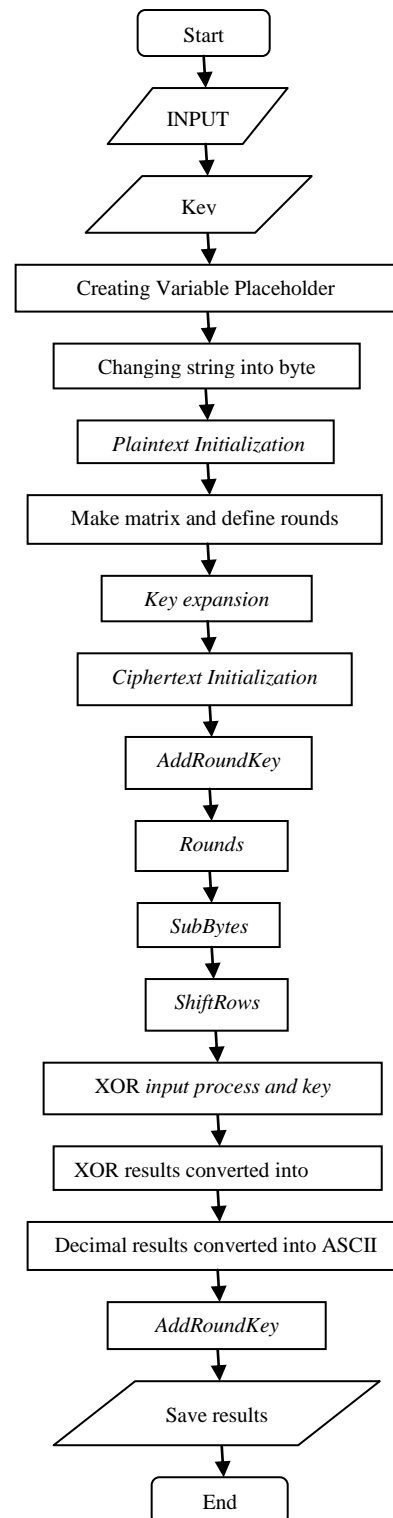 Start
INPUT
Key
Creating Variable Placeholder
Changing string into byte
Plaintext Initialization
Make matrix and define rounds
Key expansion
Ciphertext Initialization
AddRoundKey
Rounds
SubBytes
ShiftRows
XOR input process and key
XOR results converted into
Decimal results converted into ASCII
AddRoundKey
Save results
End